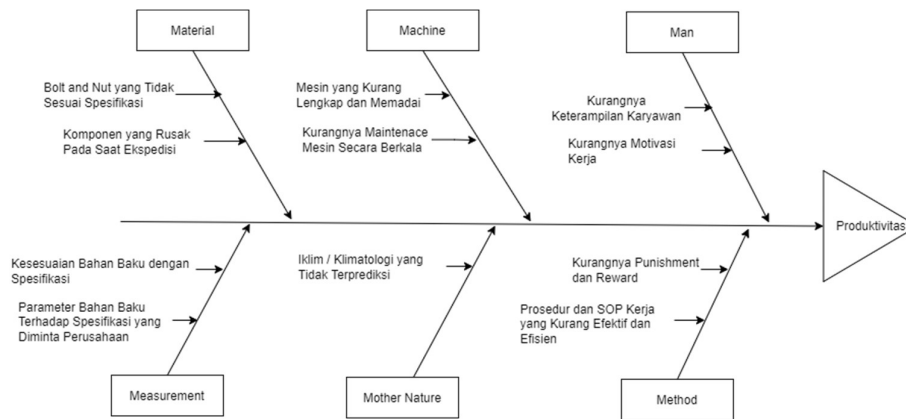 Material
Machine
Man
Bolt and Nut yang Tidak
Sesuai Spesifikasi
Mesin yang Kurang
Lengkap dan Memadai
Kurangnya
Keterampilan Karyawan
Komponen yang Rusak
Pada Saat Ekspedisi
Kurangnya Maintenace
Mesin Secara Berkala
Kurangnya Motivasi
Kerja
Produktivitas
Kesesuaian Bahan Baku dengan
Spesifikasi
Iklim / Klimatologi yang
Tidak Terprediksi
Kurangnya Punishment
dan Reward
Parameter Bahan Baku
Terhadap Spesifikasi yang
Diminta Perusahaan
Prosedur dan SOP Kerja
yang Kurang Efektif dan
Efisien
Measurement
Mother Nature
Method